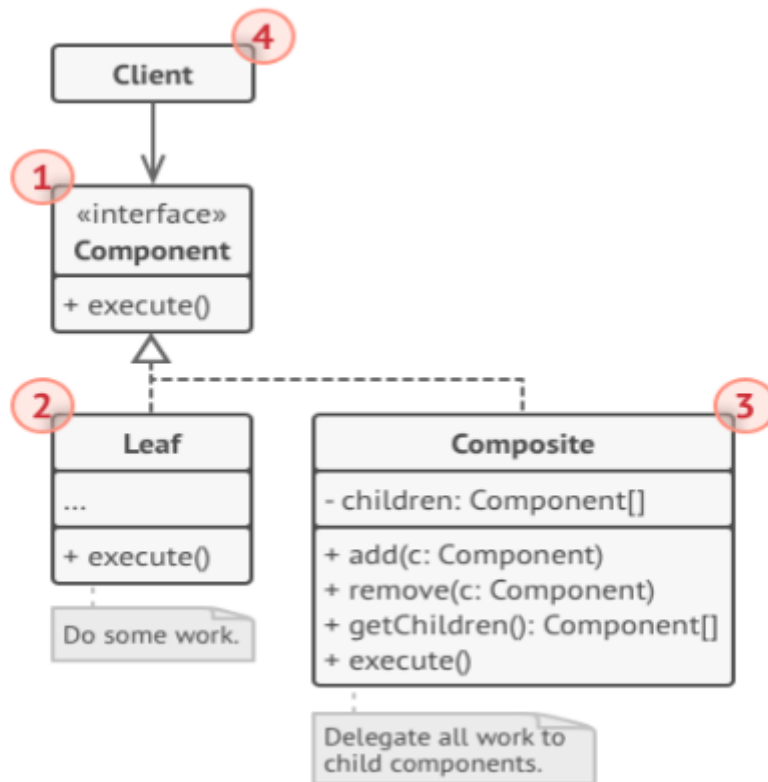 4
Client
1
«interface»
Component
+ execute()
2
Leaf
...
+ execute()
Do some work.
3
Composite
- children: Component[]
+ add(c: Component)
+ remove(c: Component)
+ getChildren(): Component[]
+ execute()
Delegate all work to
child components.